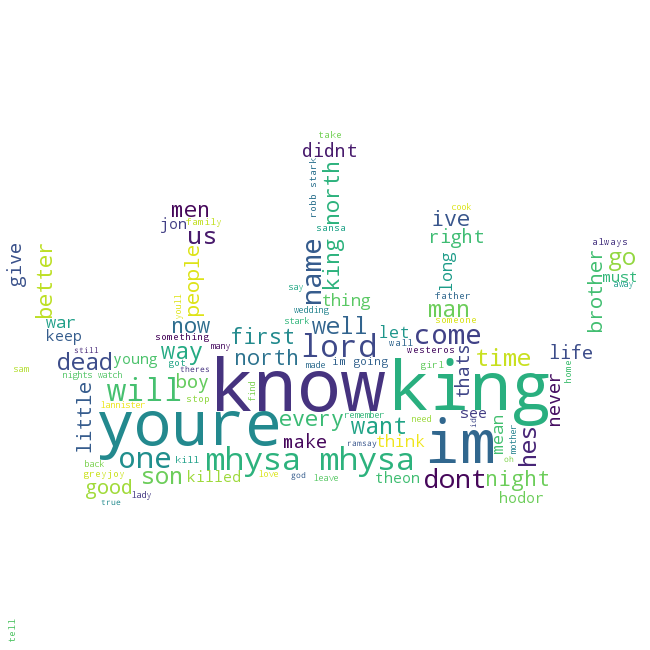 take
didnt
robb stark
king north
sansa
name
say
wedding
thing
men
jon
family
us
people
youll
now
something
cook
ive
right
long
father
man
someone
always
go
must
away
brother
give
better
war
keep
sam
dead
still
young
nights watch
theres
got
way
many
first
north
stark
well
lord
made
im going
let
wall
come
westeros
girl
thats
time
life
home
never
little
will
lannister
boy
stop
know
find
king
youre
one
every
remember
want
need
im
see
id
mean
mother
oh
hes
make
kill
mhysa mhysa
ramsay
think
back
greyjoy
good
true
lady
son
killed
love
god
leave
theon
dont
night
hodor
tell